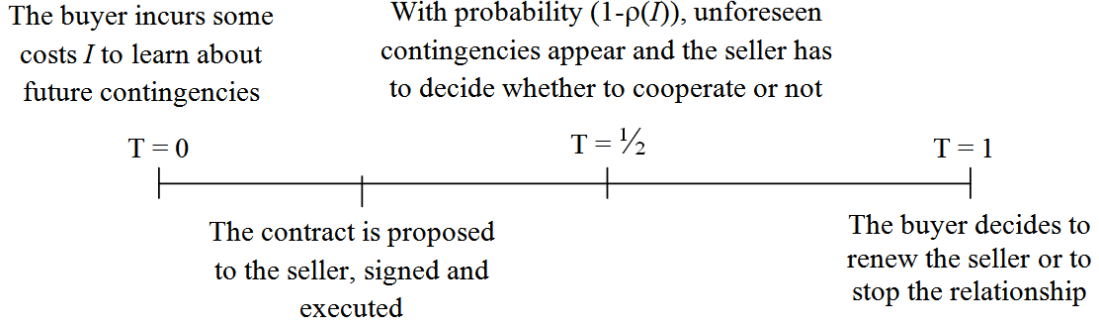 The buyer incurs some
costs I to learn about
future contingencies
With probability (1-ρ(I)), unforeseen
contingencies appear and the seller has
to decide whether to cooperate or not
T = 0
T = ½
T = 1
The contract is proposed
to the seller, signed and
executed
The buyer decides to
renew the seller or to
stop the relationship